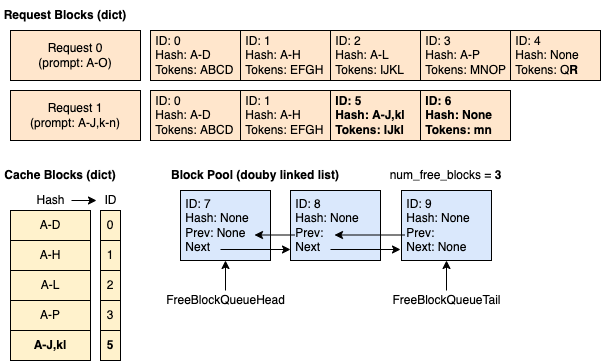 Request Blocks (dict)
Request 0
(prompt: A-O)
ID: 0
Hash: A-D
Tokens: ABCD
ID: 1
Hash: A-H
Tokens: EFGH
ID: 2
Hash: A-L
Tokens: IJKL
ID: 3
Hash: A-P
Tokens: MNOP
ID: 4
Hash: None
Tokens: QR
Request 1
(prompt: A-J,k-n)
ID: 0
Hash: A-D
Tokens: ABCD
ID: 1
Hash: A-H
Tokens: EFGH
ID: 5
Hash: A-J,kl
Tokens: IJkl
ID: 6
Hash: None
Tokens: mn
Cache Blocks (dict)
Hash
ID
A-D
0
A-H
1
A-L
2
A-P
3
A-J,kl
5
Block Pool (douby linked list)
num_free_blocks = 3
ID: 7
Hash: None
Prev: None
Next
ID: 8
Hash: None
Prev:
Next
ID: 9
Hash: None
Prev:
Next: None
FreeBlockQueueHead
FreeBlockQueueTail